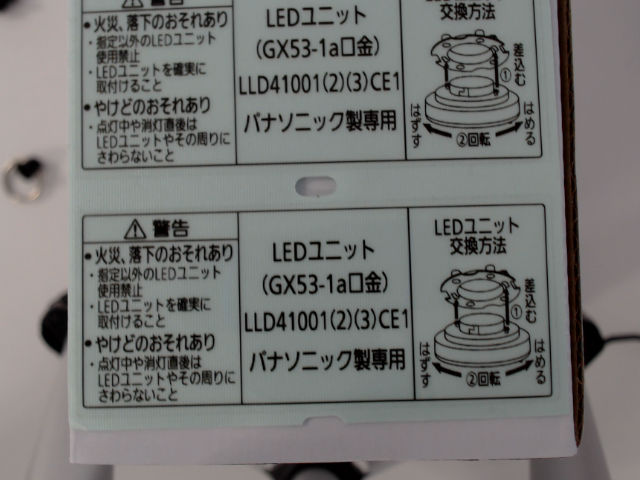 警告
●火災、落下のおそれあり
・指定以外のLEDユニット
使用禁止
・LEDユニットを確実に
取付けること
●やけどのおそれあり
・点灯中や消灯直後は
LEDユニットやその周りに
さわらないこと
LEDユニット
(GX53-1a口金)
LLD41001(2)(3)CE1
パナソニック製専用
LEDユニット
交換方法
差込む
①
はずす
②回転
はめる
⚠ 警告
●火災、落下のおそれあり
・指定以外のLEDユニット
使用禁止
・LEDユニットを確実に
取付けること
●やけどのおそれあり
・点灯中や消灯直後は
LEDユニットやその周りに
さわらないこと
LEDユニット
(GX53-1a口金)
LLD41001(2)(3)CE1
パナソニック製専用
LEDユニット
交換方法
差込む
①
はずす
②回転
はめる